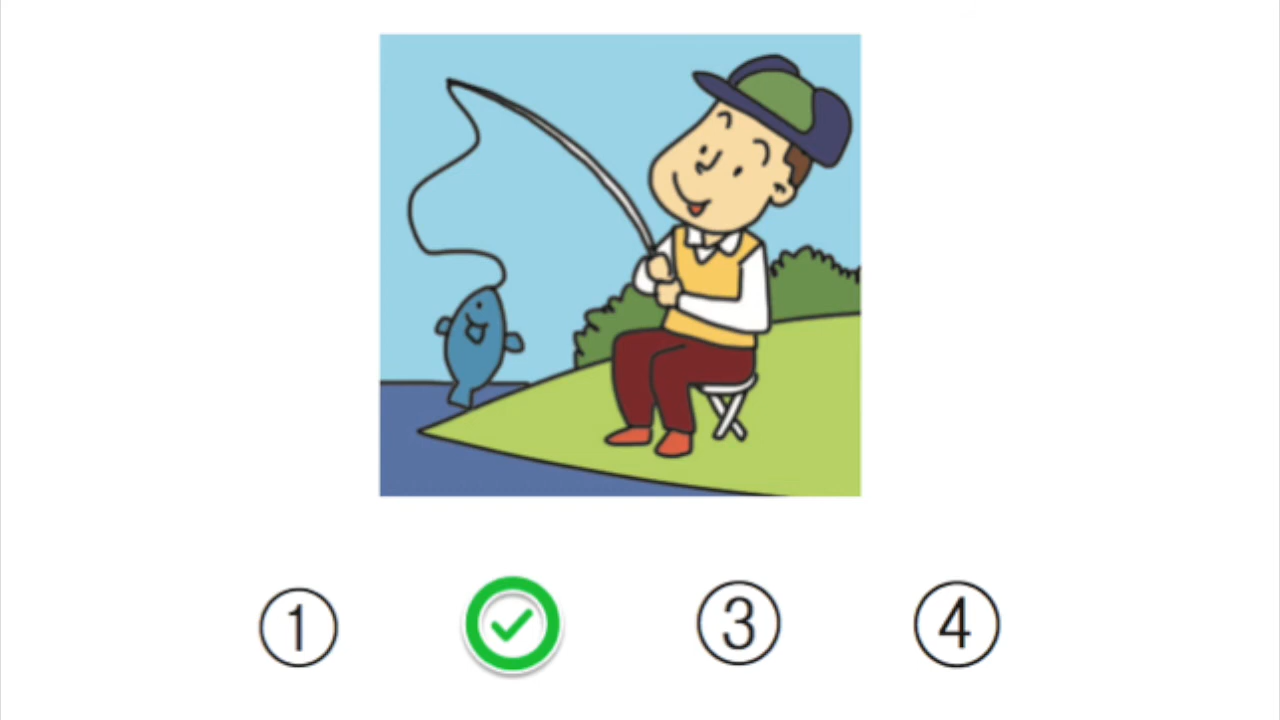 ① ③ ④